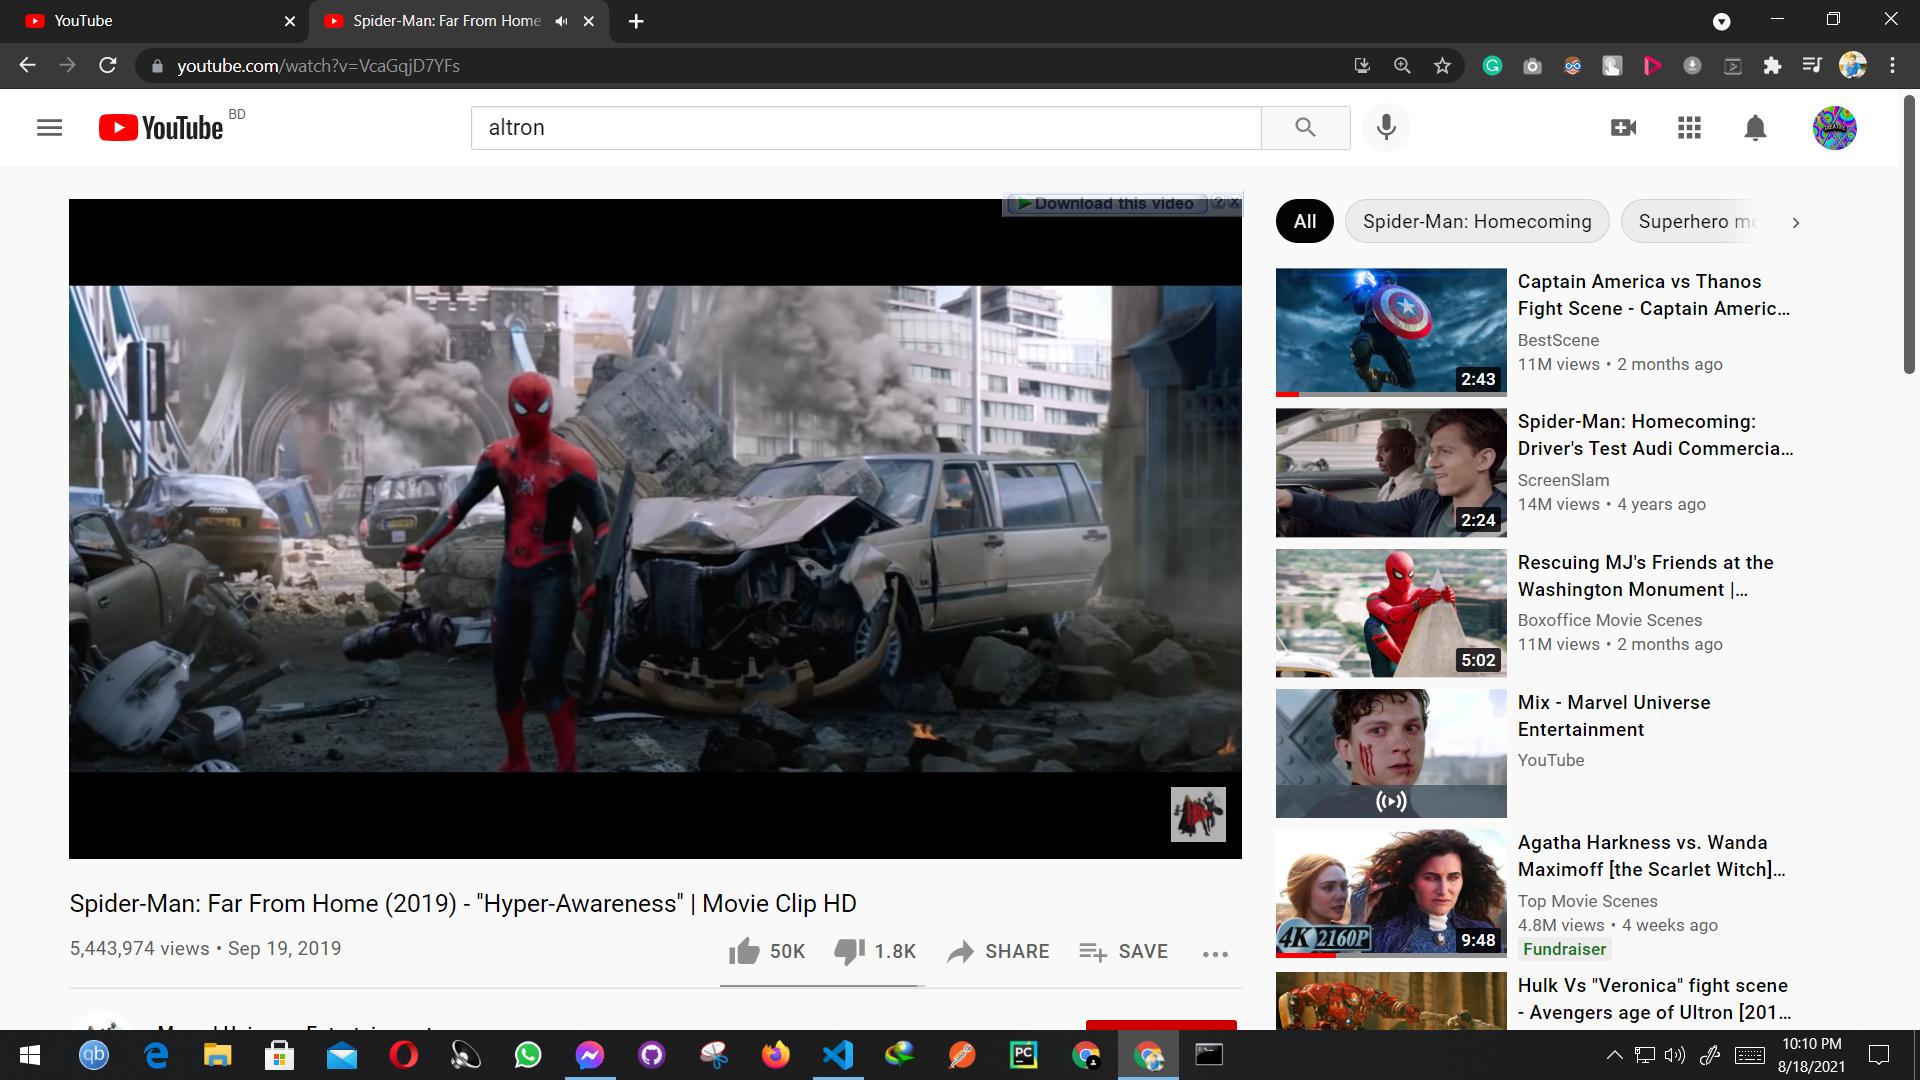 YouTube
Spider-Man: Far From Home
youtube.com/watch?v=VcaGqjD7YFs
YouTube BD
altron
Download this video
All
Spider-Man: Homecoming
Superhero
Captain America vs Thanos
Fight Scene - Captain Americ...
BestScene
11M views • 2 months ago
2:43
Spider-Man: Homecoming:
Driver's Test Audi Commercia...
ScreenSlam
14M views • 4 years ago
2:24
Rescuing MJ's Friends at the
Washington Monument |...
Boxoffice Movie Scenes
11M views • 2 months ago
5:02
Mix - Marvel Universe
Entertainment
YouTube
Agatha Harkness vs. Wanda
Maximoff [the Scarlet Witch]...
Top Movie Scenes
4.8M views • 4 weeks ago
Fundraiser
4K 2160P
9:48
Hulk Vs "Veronica" fight scene
- Avengers age of Ultron [201...
Spider-Man: Far From Home (2019) - "Hyper-Awareness" | Movie Clip HD
5,443,974 views • Sep 19, 2019
50K
1.8K
SHARE
SAVE
qb
PC
10:10 PM
8/18/2021